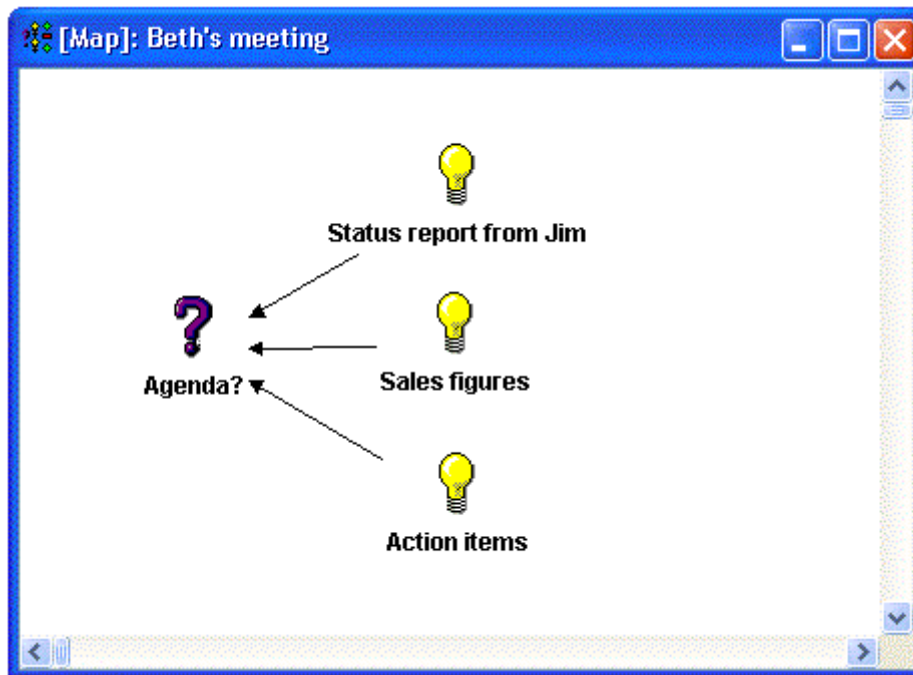 [Map]: Beth's meeting
Status report from Jim
Agenda?
Sales figures
Action items